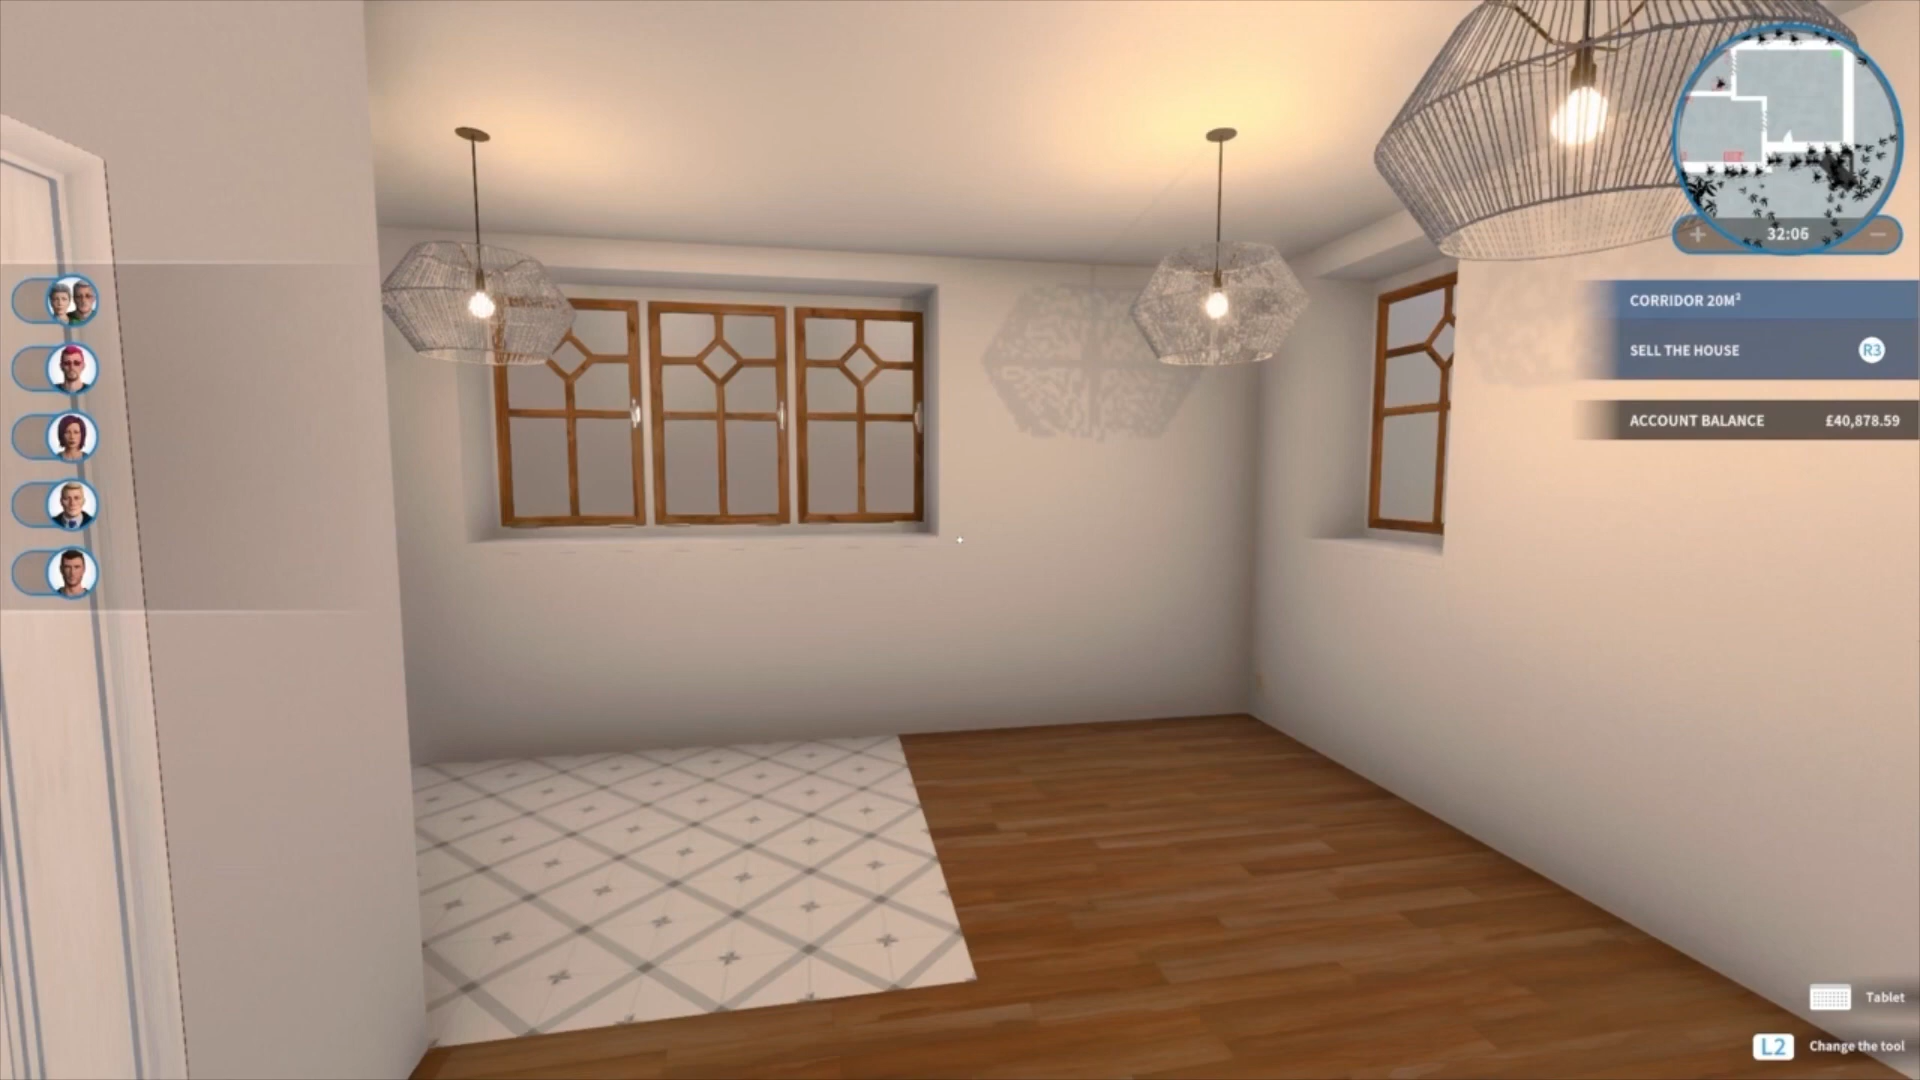 32:06
CORRIDOR 20M²
SELL THE HOUSE R3
ACCOUNT BALANCE £40,878.59
Tablet
L2 Change the tool